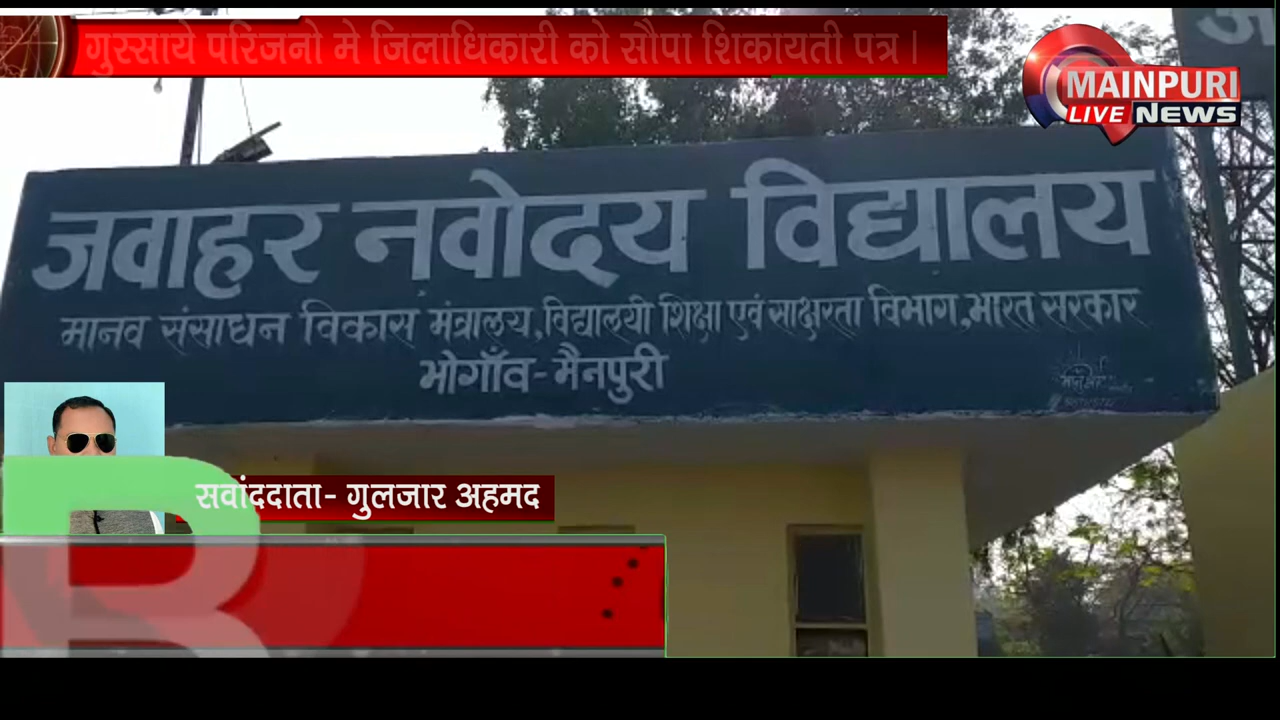 गुस्साये परिजनो मे जिलाधिकारी को सौपा शिकायती पत्र।
MAINPURI
LIVE NEWS
जवाहर नवोदय विद्यालय
मानव संसाधन विकास मंत्रालय,विद्यालयी शिक्षा एवं साक्षरता विभाग,भारत सरकार
भोगाँव-मैनपुरी
सवांददाता- गुलजार अहमद